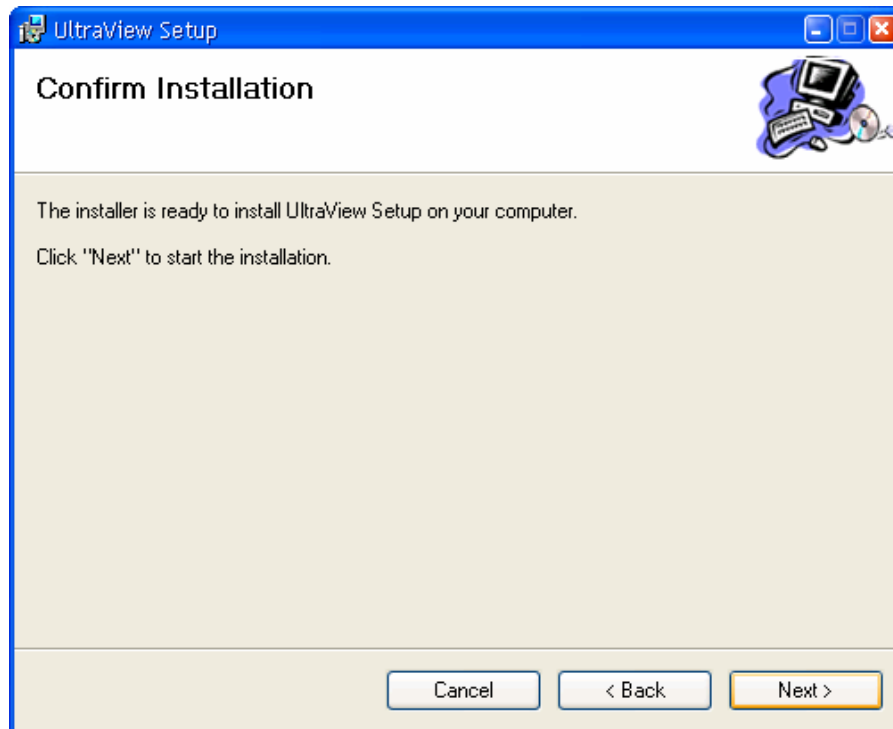 UltraView Setup
Confirm Installation
The installer is ready to install UltraView Setup on your computer.
Click "Next" to start the installation.
Cancel
< Back
Next >